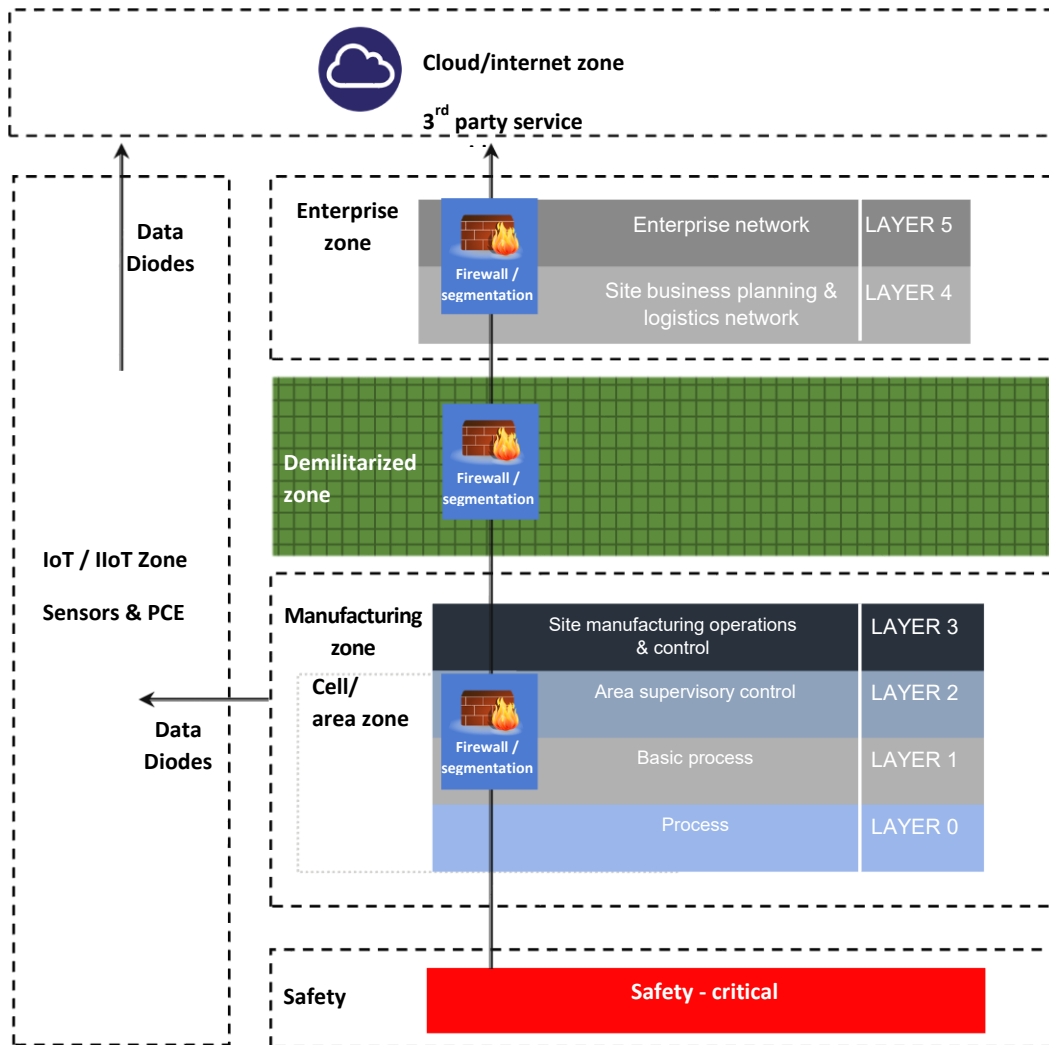 Cloud/internet zone
3rd party service
Data
Diodes
Enterprise
zone
Firewall /
segmentation
Enterprise network
LAYER 5
Site business planning &
logistics network
LAYER 4
Demilitarized
zone
Firewall /
segmentation
IoT / IIoT Zone
Sensors & PCE
Manufacturing
zone
Site manufacturing operations
& control
LAYER 3
Cell/
area zone
Firewall /
segmentation
Area supervisory control
LAYER 2
Data
Diodes
Basic process
LAYER 1
Process
LAYER 0
Safety
Safety - critical